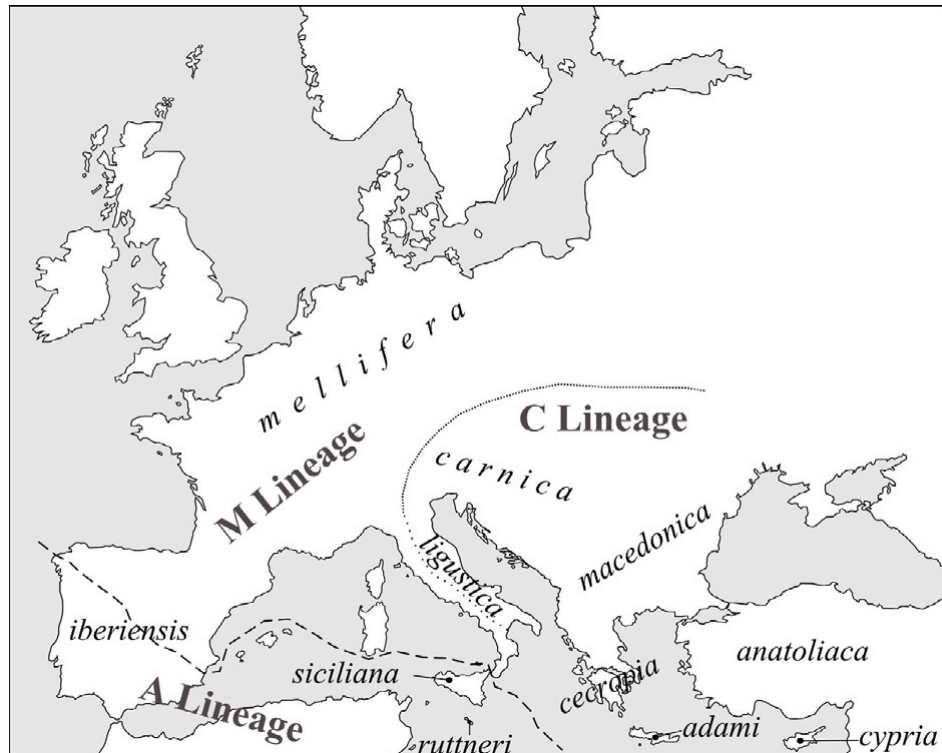 mellifera
C Lineage
carnica
M Lineage
macedonica
ligustica
iberiensis
anatoliaca
siciliana
cecropia
A Lineage
adami
cypria
ruttneri